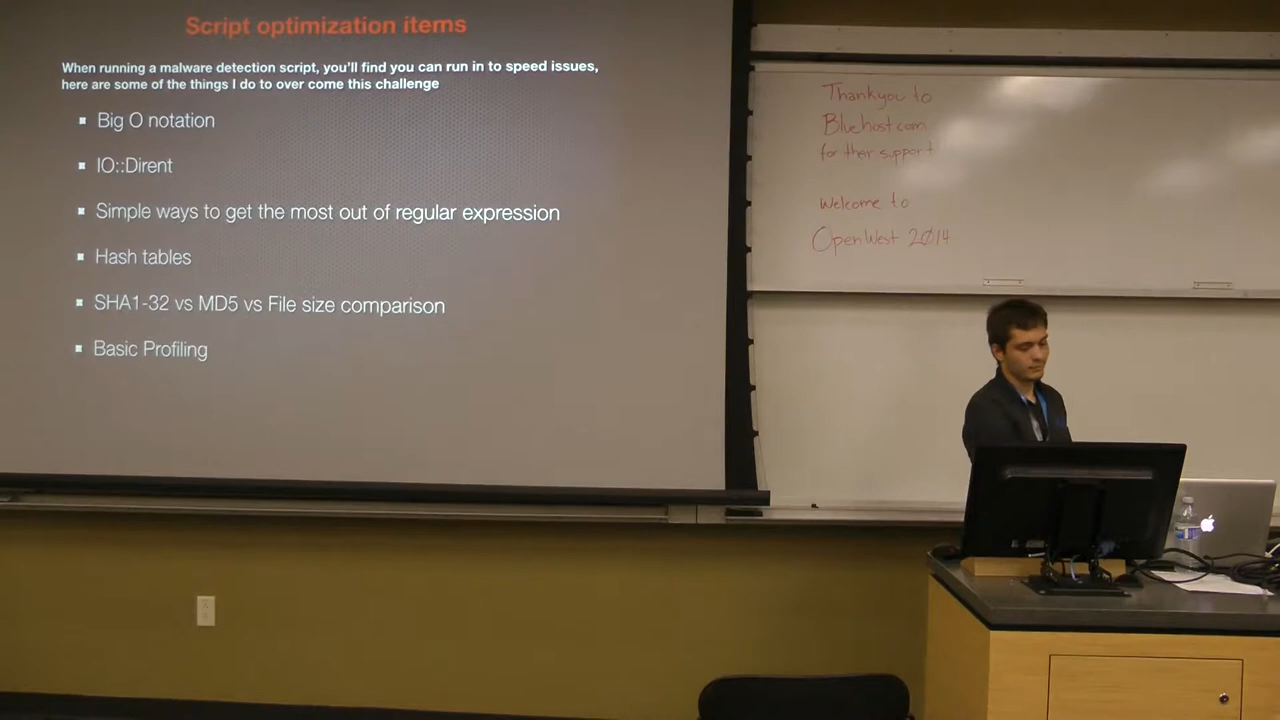 Script optimization items
When running a malware detection script, you'll find you can run in to speed issues,
here are some of the things I do to over come this challenge
Big O notation
IO::Dirent
Simple ways to get the most out of regular expression
Hash tables
SHA1-32 vs MD5 vs File size comparison
Basic Profiling
Thankyou to
Bluehost.com
for ther support
Welcome to
OpenWest 2014